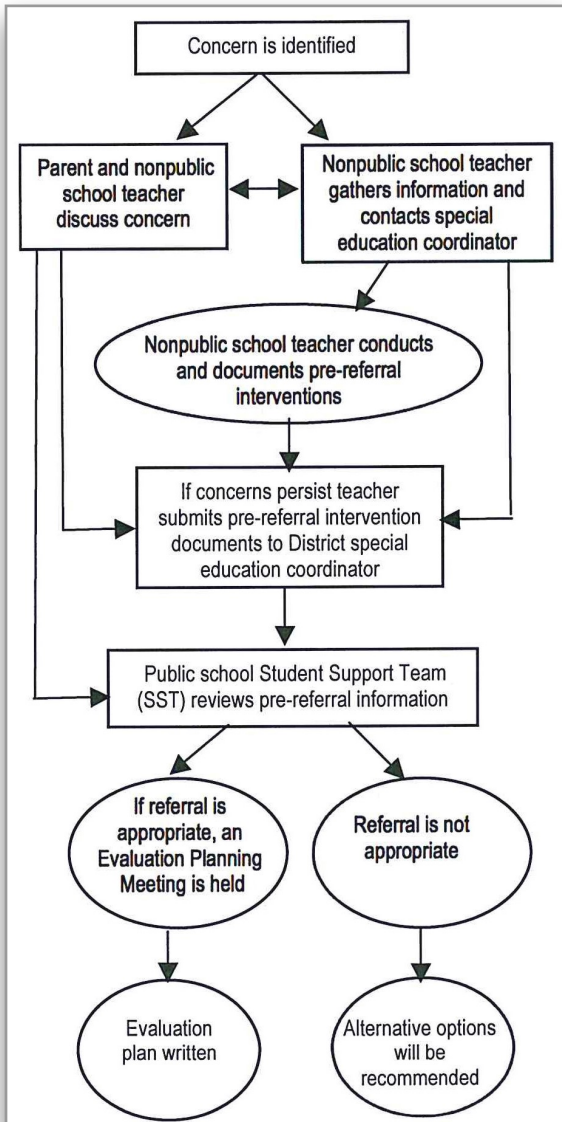 Concern is identified
Parent and nonpublic
school teacher
discuss concern
Nonpublic school teacher
gathers information and
contacts special
education coordinator
Nonpublic school teacher conducts
and documents pre-referral
interventions
If concerns persist teacher
submits pre-referral intervention
documents to District special
education coordinator
Public school Student Support Team
(SST) reviews pre-referral information
If referral is
appropriate, an
Evaluation Planning
Meeting is held
Referral is not
appropriate
Evaluation
plan written
Alternative options
will be
recommended